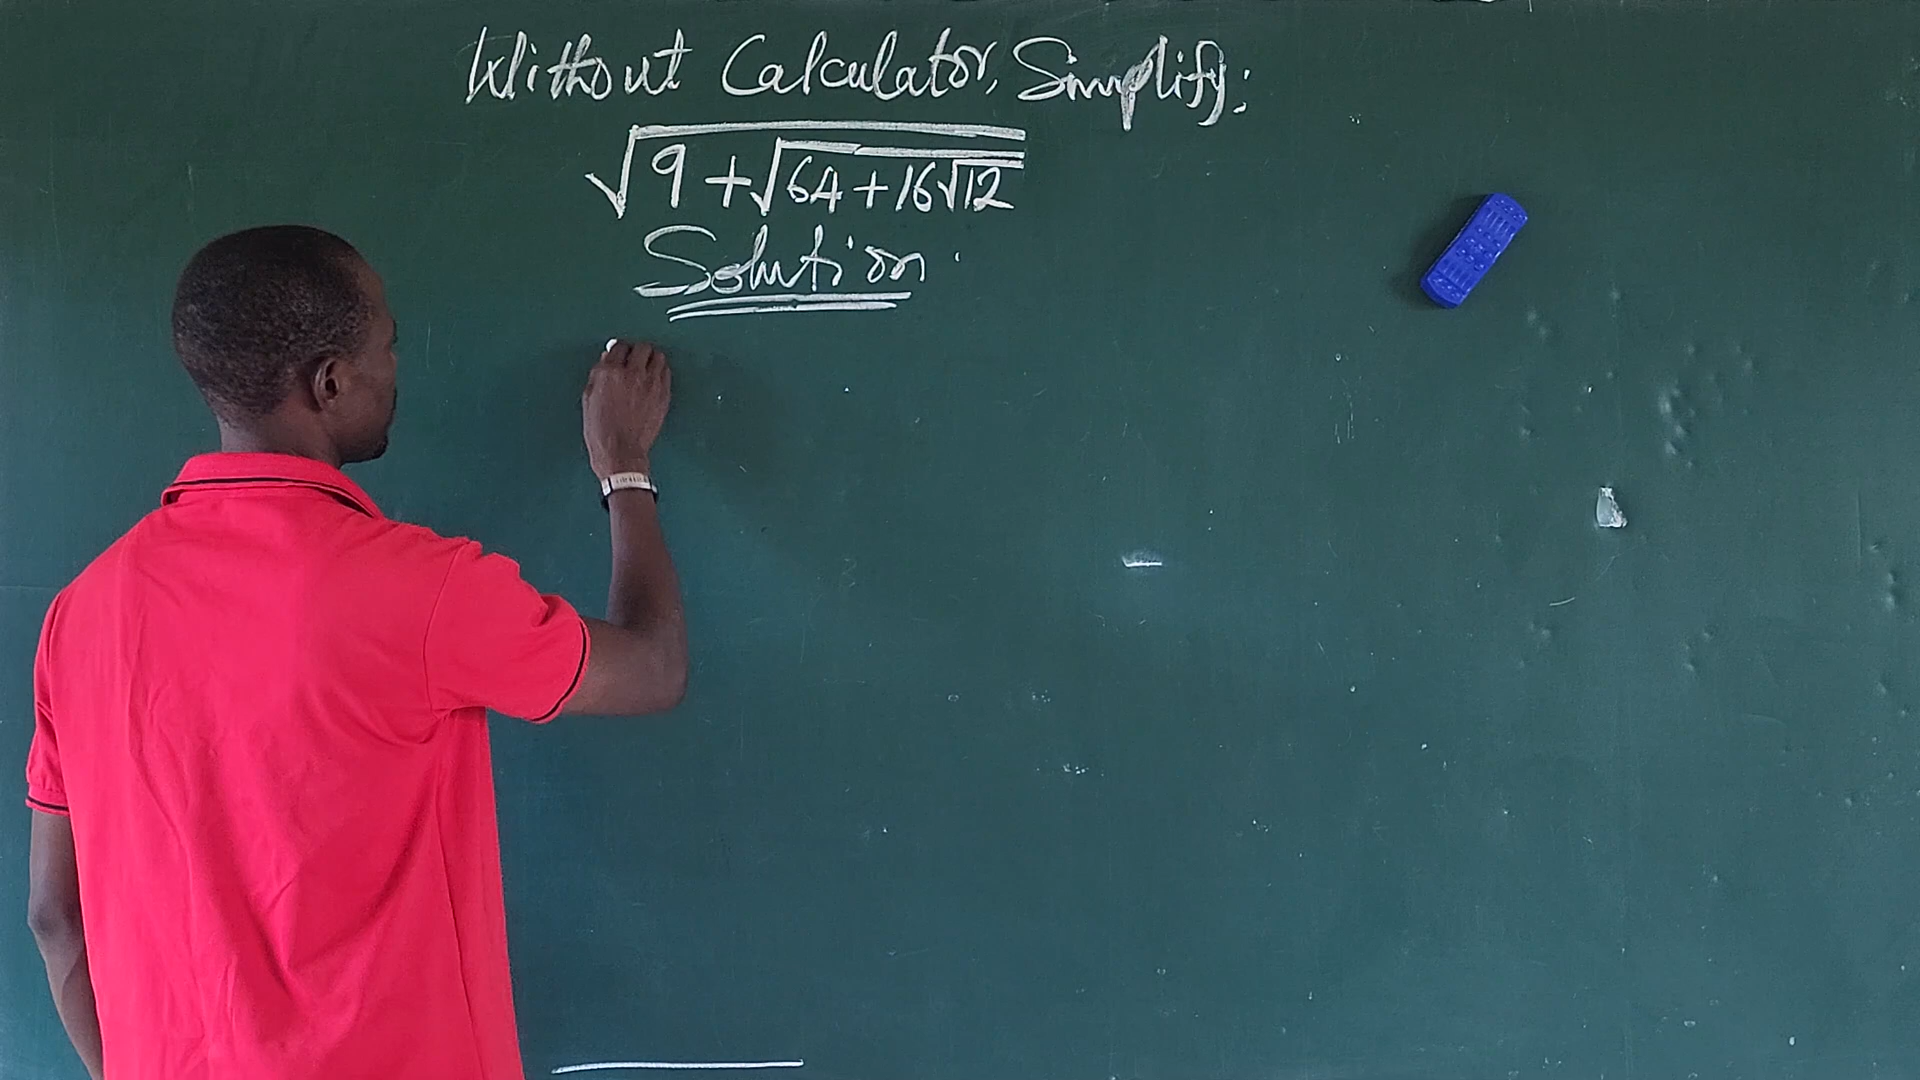 Without Calculator, Simplify:
√9+√64+16√12
Solution.